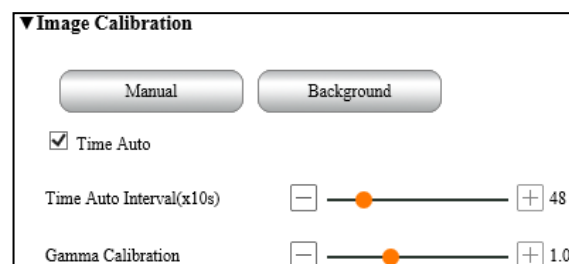 ▼Image Calibration
Manual Background
Time Auto
Time Auto Interval(x10s) 48
Gamma Calibration 1.0